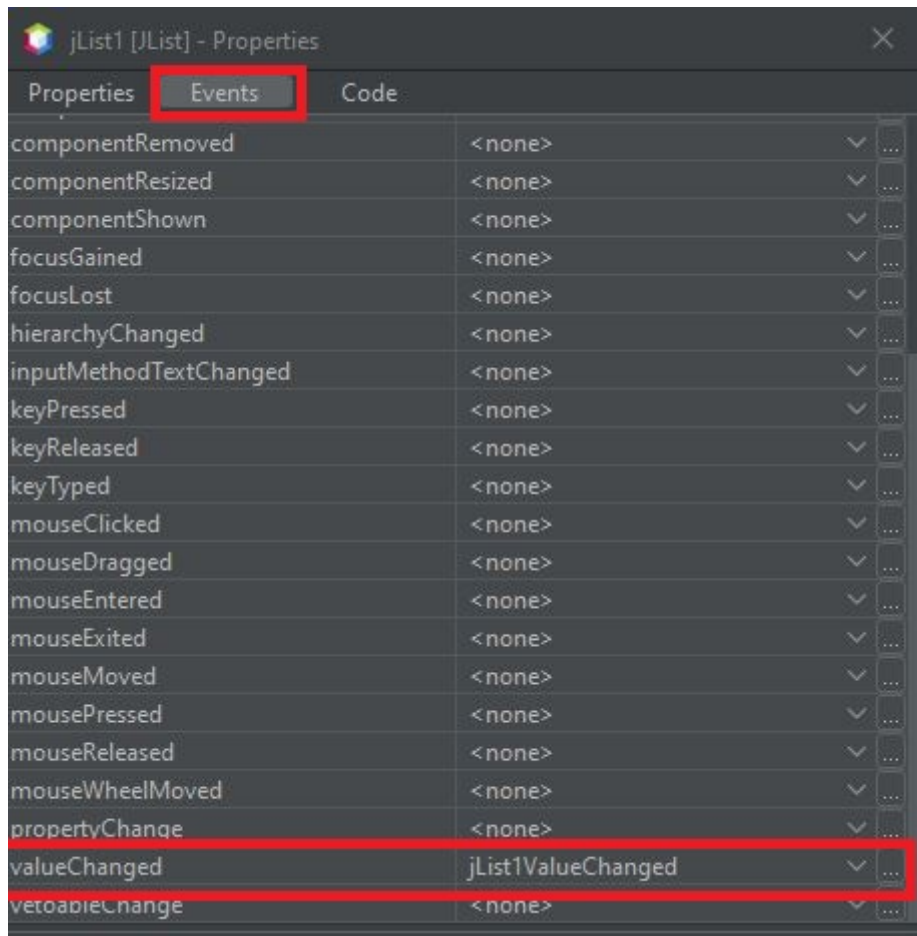 jList1 [JList] - Properties
Properties Events Code
componentRemoved <none> ...
componentResized <none> ...
componentShown <none> ...
focusGained <none> ...
focusLost <none> ...
hierarchyChanged <none> ...
inputMethodTextChanged <none> ...
keyPressed <none> ...
keyReleased <none> ...
keyTyped <none> ...
mouseClicked <none> ...
mouseDragged <none> ...
mouseEntered <none> ...
mouseExited <none> ...
mouseMoved <none> ...
mousePressed <none> ...
mouseReleased <none> ...
mouseWheelMoved <none> ...
propertyChange <none> ...
valueChanged jList1ValueChanged ...
vetoableChange <none> ...